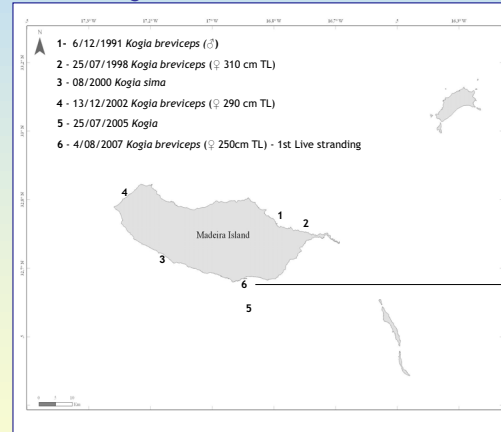 N
1- 6/12/1991 Kogia breviceps (♂)
2 - 25/07/1998 Kogia breviceps (♀ 310 cm TL)
3 - 08/2000 Kogia sima
4 - 13/12/2002 Kogia breviceps (♀ 290 cm TL)
5 - 25/07/2005 Kogia
6 - 4/08/2007 Kogia breviceps (♀ 250cm TL) - 1st Live stranding
4
1
2
Madeira Island
3
6
5